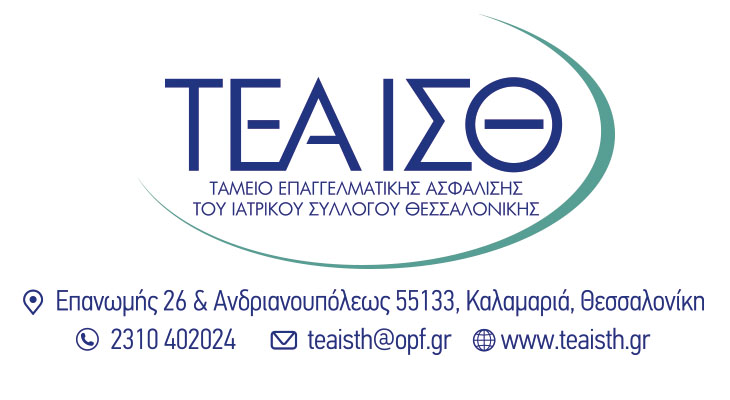 ΤΕΑ ΙΣΘ
ΤΑΜΕΙΟ ΕΠΑΓΓΕΛΜΑΤΙΚΗΣ ΑΣΦΑΛΙΣΗΣ
ΤΟΥ ΙΑΤΡΙΚΟΥ ΣΥΛΛΟΓΟΥ ΘΕΣΣΑΛΟΝΙΚΗΣ
Επανωμής 26 & Ανδριανουπόλεως 55133, Καλαμαριά, Θεσσαλονίκη
2310 402024 teaisth@opf.gr www.teaisth.gr